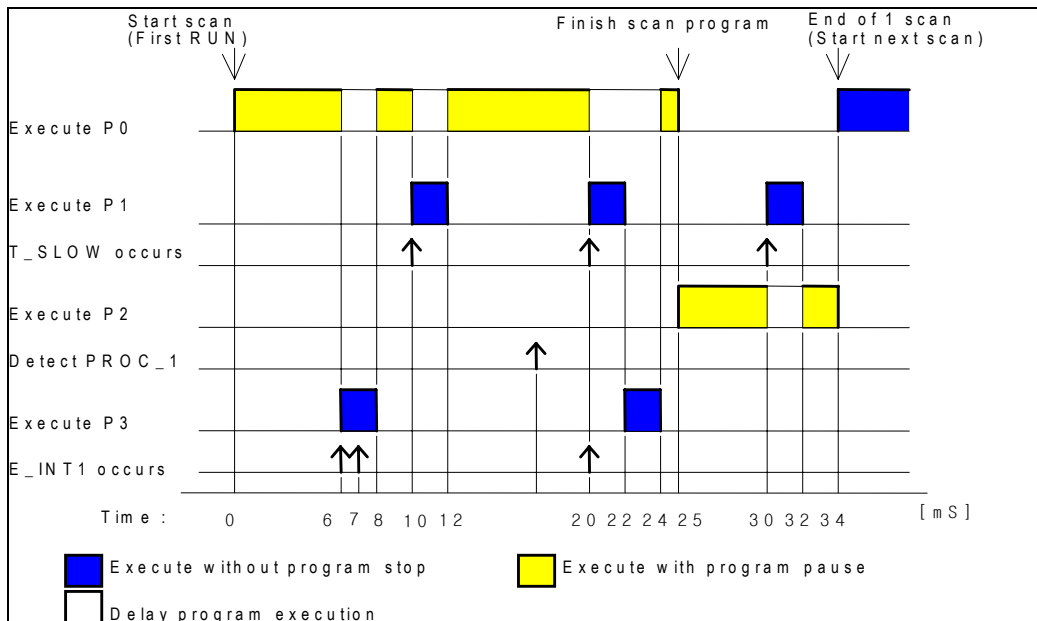 Start scan
(First RUN)
Finish scan program
End of 1 scan
(Start next scan)
Execute P0
Execute P1
T_SLOW occurs
Execute P2
Detect PROC_1
Execute P3
E_INT1 occurs
Time : 0 6 7 8 10 12 20 22 24 25 30 32 34 [mS]
Execute without program stop
Execute with program pause
Delay program execution